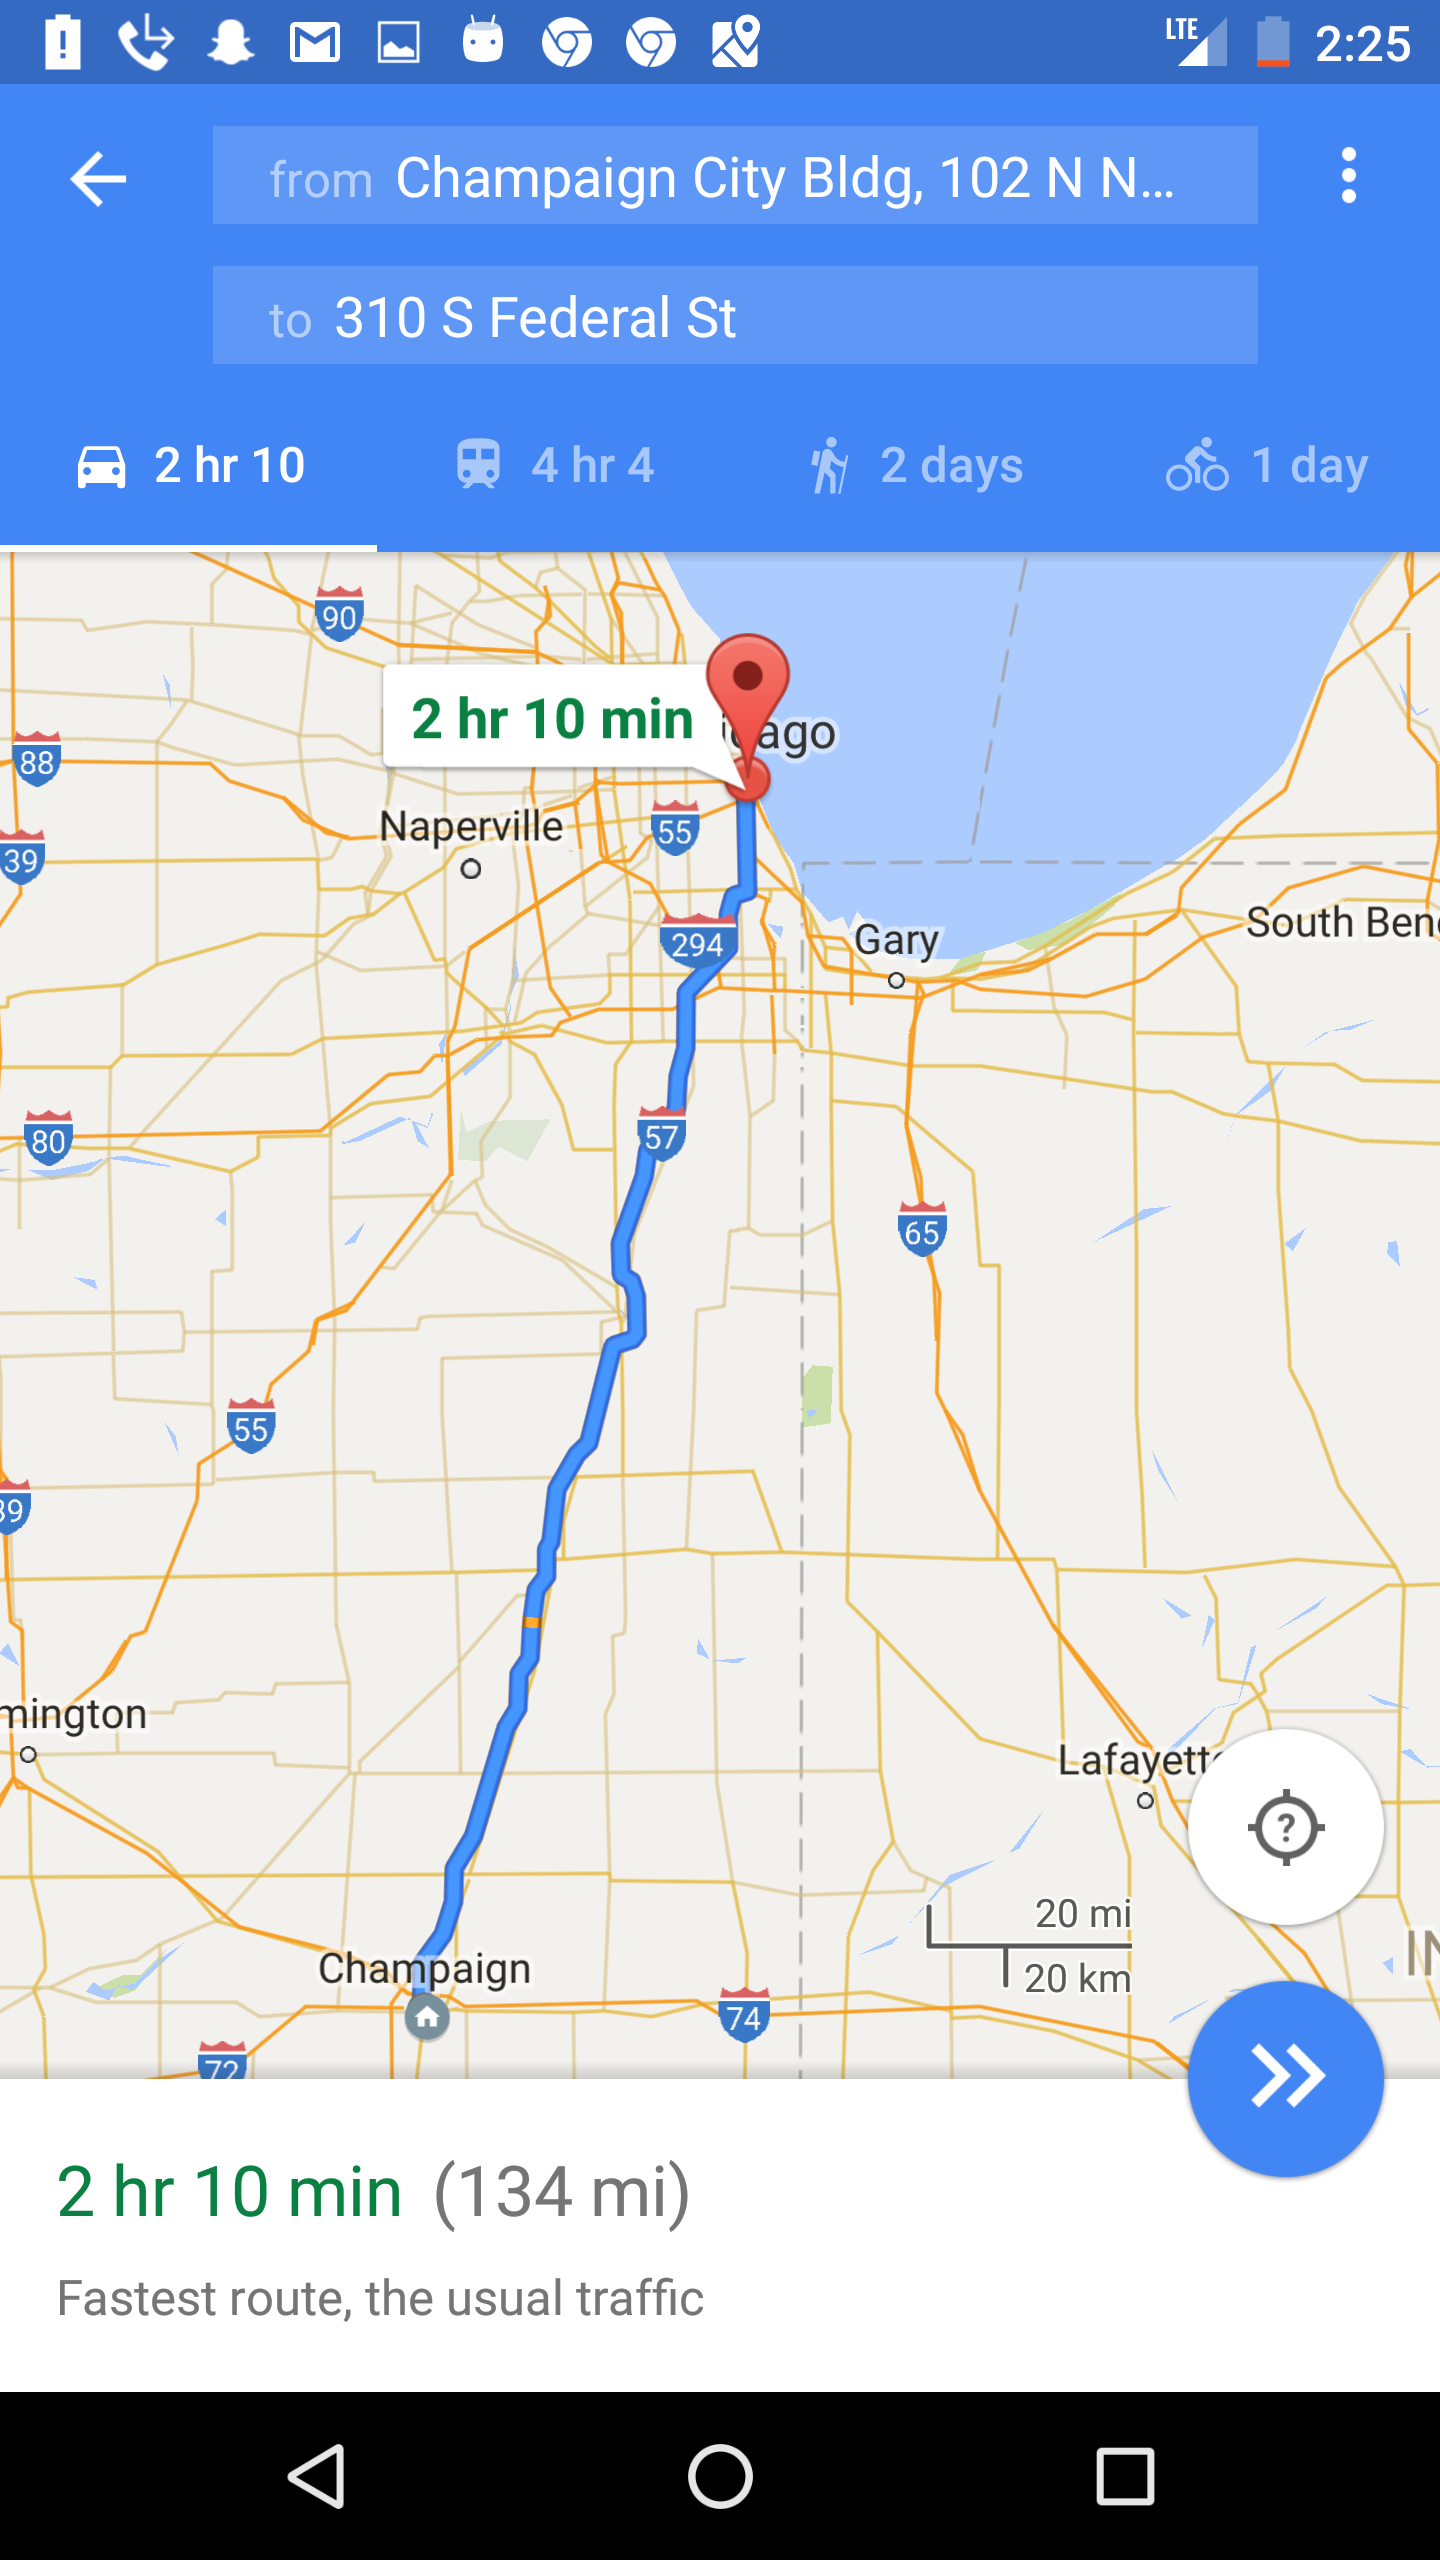 LTE 2:25
from Champaign City Bldg, 102 N N...
to 310 S Federal St
2 hr 10 4 hr 4 2 days 1 day
90
2 hr 10 min
88
55
Naperville
39
294
Gary
South Ben
57
80
65
55
39
mington
Lafayette
20 mi
20 km
IN
Champaign
74
72
2 hr 10 min (134 mi)
Fastest route, the usual traffic